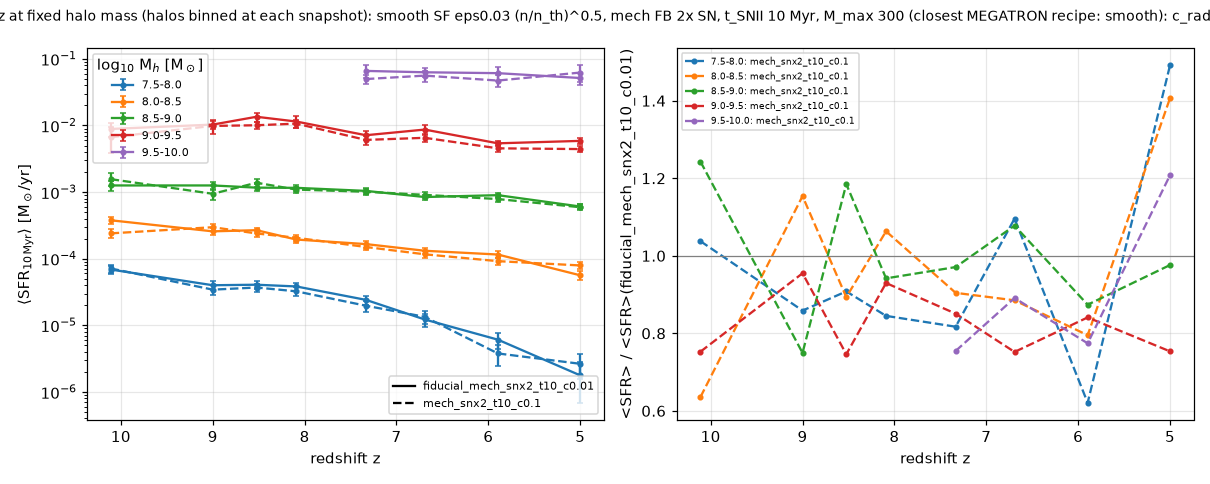 z at fixed halo mass (halos binned at each snapshot): smooth SF eps0.03 (n/n_th)^0.5, mech FB 2x SN, t_SNII 10 Myr, M_max 300 (closest MEGATRON recipe: smooth): c_rad
log₁₀ M_h [M_⊙]
7.5-8.0
8.0-8.5
8.5-9.0
9.0-9.5
9.5-10.0
fiducial_mech_snx2_t10_c0.01
mech_snx2_t10_c0.1
10⁻¹
10⁻²
10⁻³
10⁻⁴
10⁻⁵
10⁻⁶
⟨SFR₁₀ Myr⟩ [M_⊙/yr]
10 9 8 7 6 5
redshift z
7.5-8.0: mech_snx2_t10_c0.1
8.0-8.5: mech_snx2_t10_c0.1
8.5-9.0: mech_snx2_t10_c0.1
9.0-9.5: mech_snx2_t10_c0.1
9.5-10.0: mech_snx2_t10_c0.1
1.4
1.2
1.0
0.8
0.6
<SFR> / <SFR>(fiducial_mech_snx2_t10_c0.01)
10 9 8 7 6 5
redshift z